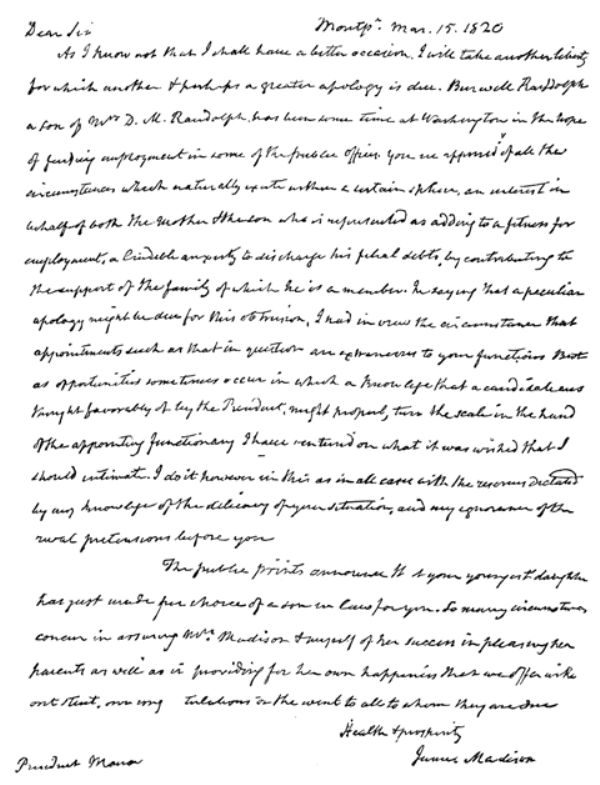 Dear Sir
Montpr. Mar. 15. 1820
As I know not that I shall have a better occasion. I will take another liberty
for which another & perhaps a greater apology is due. Burwell Randolph
a son of Mrs D. M. Randolph, has been some time at Washington in the hope
of finding employment in some of the public offices. You are apprised of all the
circumstances which naturally excite within a certain sphere, an interest in
behalf of both the Mother & the son who is represented as adding to a fitness for
employment, a laudable anxiety to discharge his filial debts, by contributing to
the support of the family of which he is a member. In saying that a peculiar
apology might be due for this obtrusion, I had in view the circumstance that
appointments such as that in question are extraneous to your functions But
as opportunities sometimes occur in which a knowlege that a candidate was
thought favorably of by the President, might properly turn the scale in the hand
of the appointing functionary I have ventured on what it was wished that I
should intimate. I do it however in this as in all cases with the reserves dictated
by my knowlege of the delicacy of your situation, and my ignorance of the
rival pretensions before you
The public prints announce that your youngest daughter
has just made her choice of a son in law for you. So many circumstances
concur in assuring Mrs. Madison & myself of her success in pleasing her
parents as well as in providing for her own happiness that we offer with
out our on the event to all to whom they are due
Health & prosperity
James Madison
President Monroe